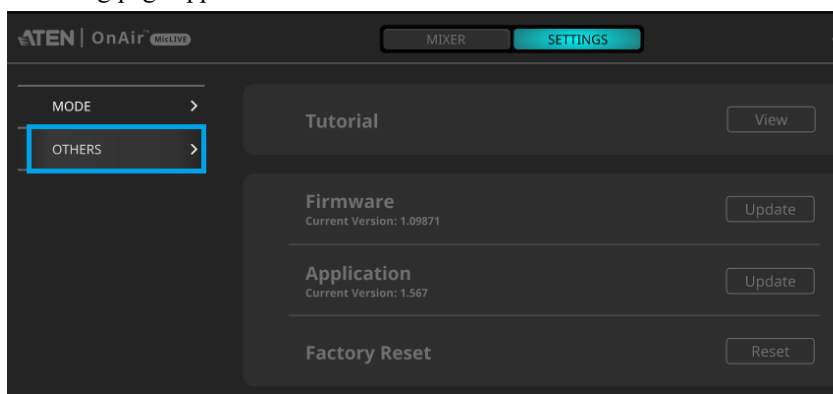 ATEN OnAir™ MicLIVE
MIXER SETTINGS
MODE >
OTHERS >
Tutorial View
Firmware
Current Version: 1.09871
Update
Application
Current Version: 1.567
Update
Factory Reset Reset